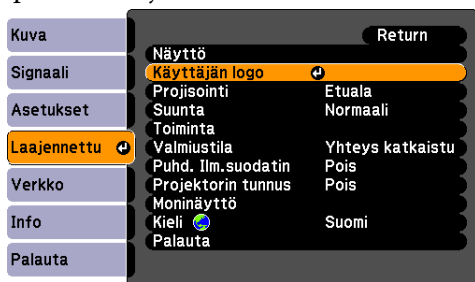 Kuva
Signaali
Asetukset
Laajennettu
Verkko
Info
Palauta
Return
Näyttö
Käyttäjän logo
Projisointi Etuala
Suunta Normaali
Toiminta
Valmiustila Yhteys katkaistu
Puhd. Ilm.suodatin Pois
Projektorin tunnus Pois
Moninäyttö
Kieli Suomi
Palauta